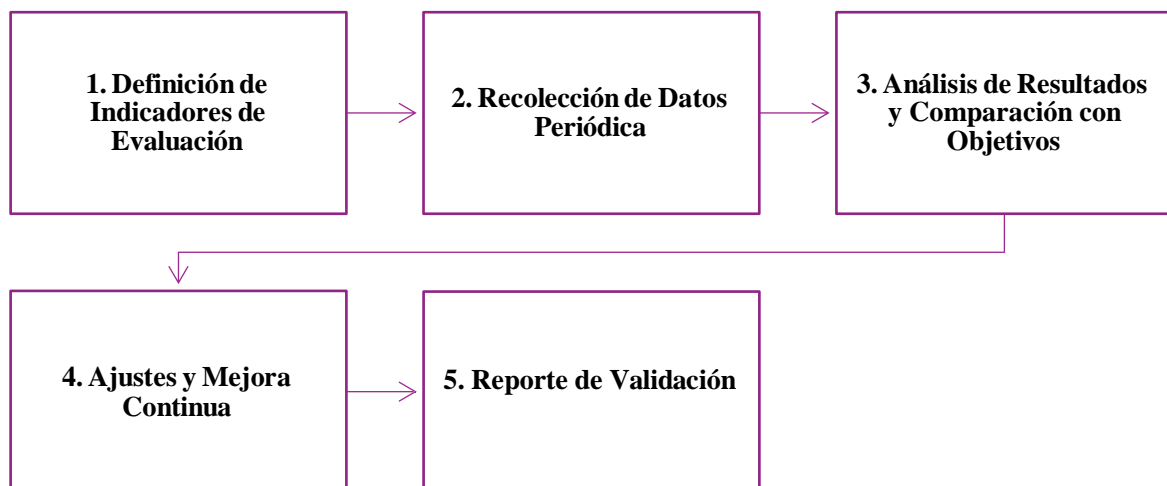 1. Definición de
Indicadores de
Evaluación
2. Recolección de Datos
Periódica
3. Análisis de Resultados
y Comparación con
Objetivos
4. Ajustes y Mejora
Continua
5. Reporte de Validación